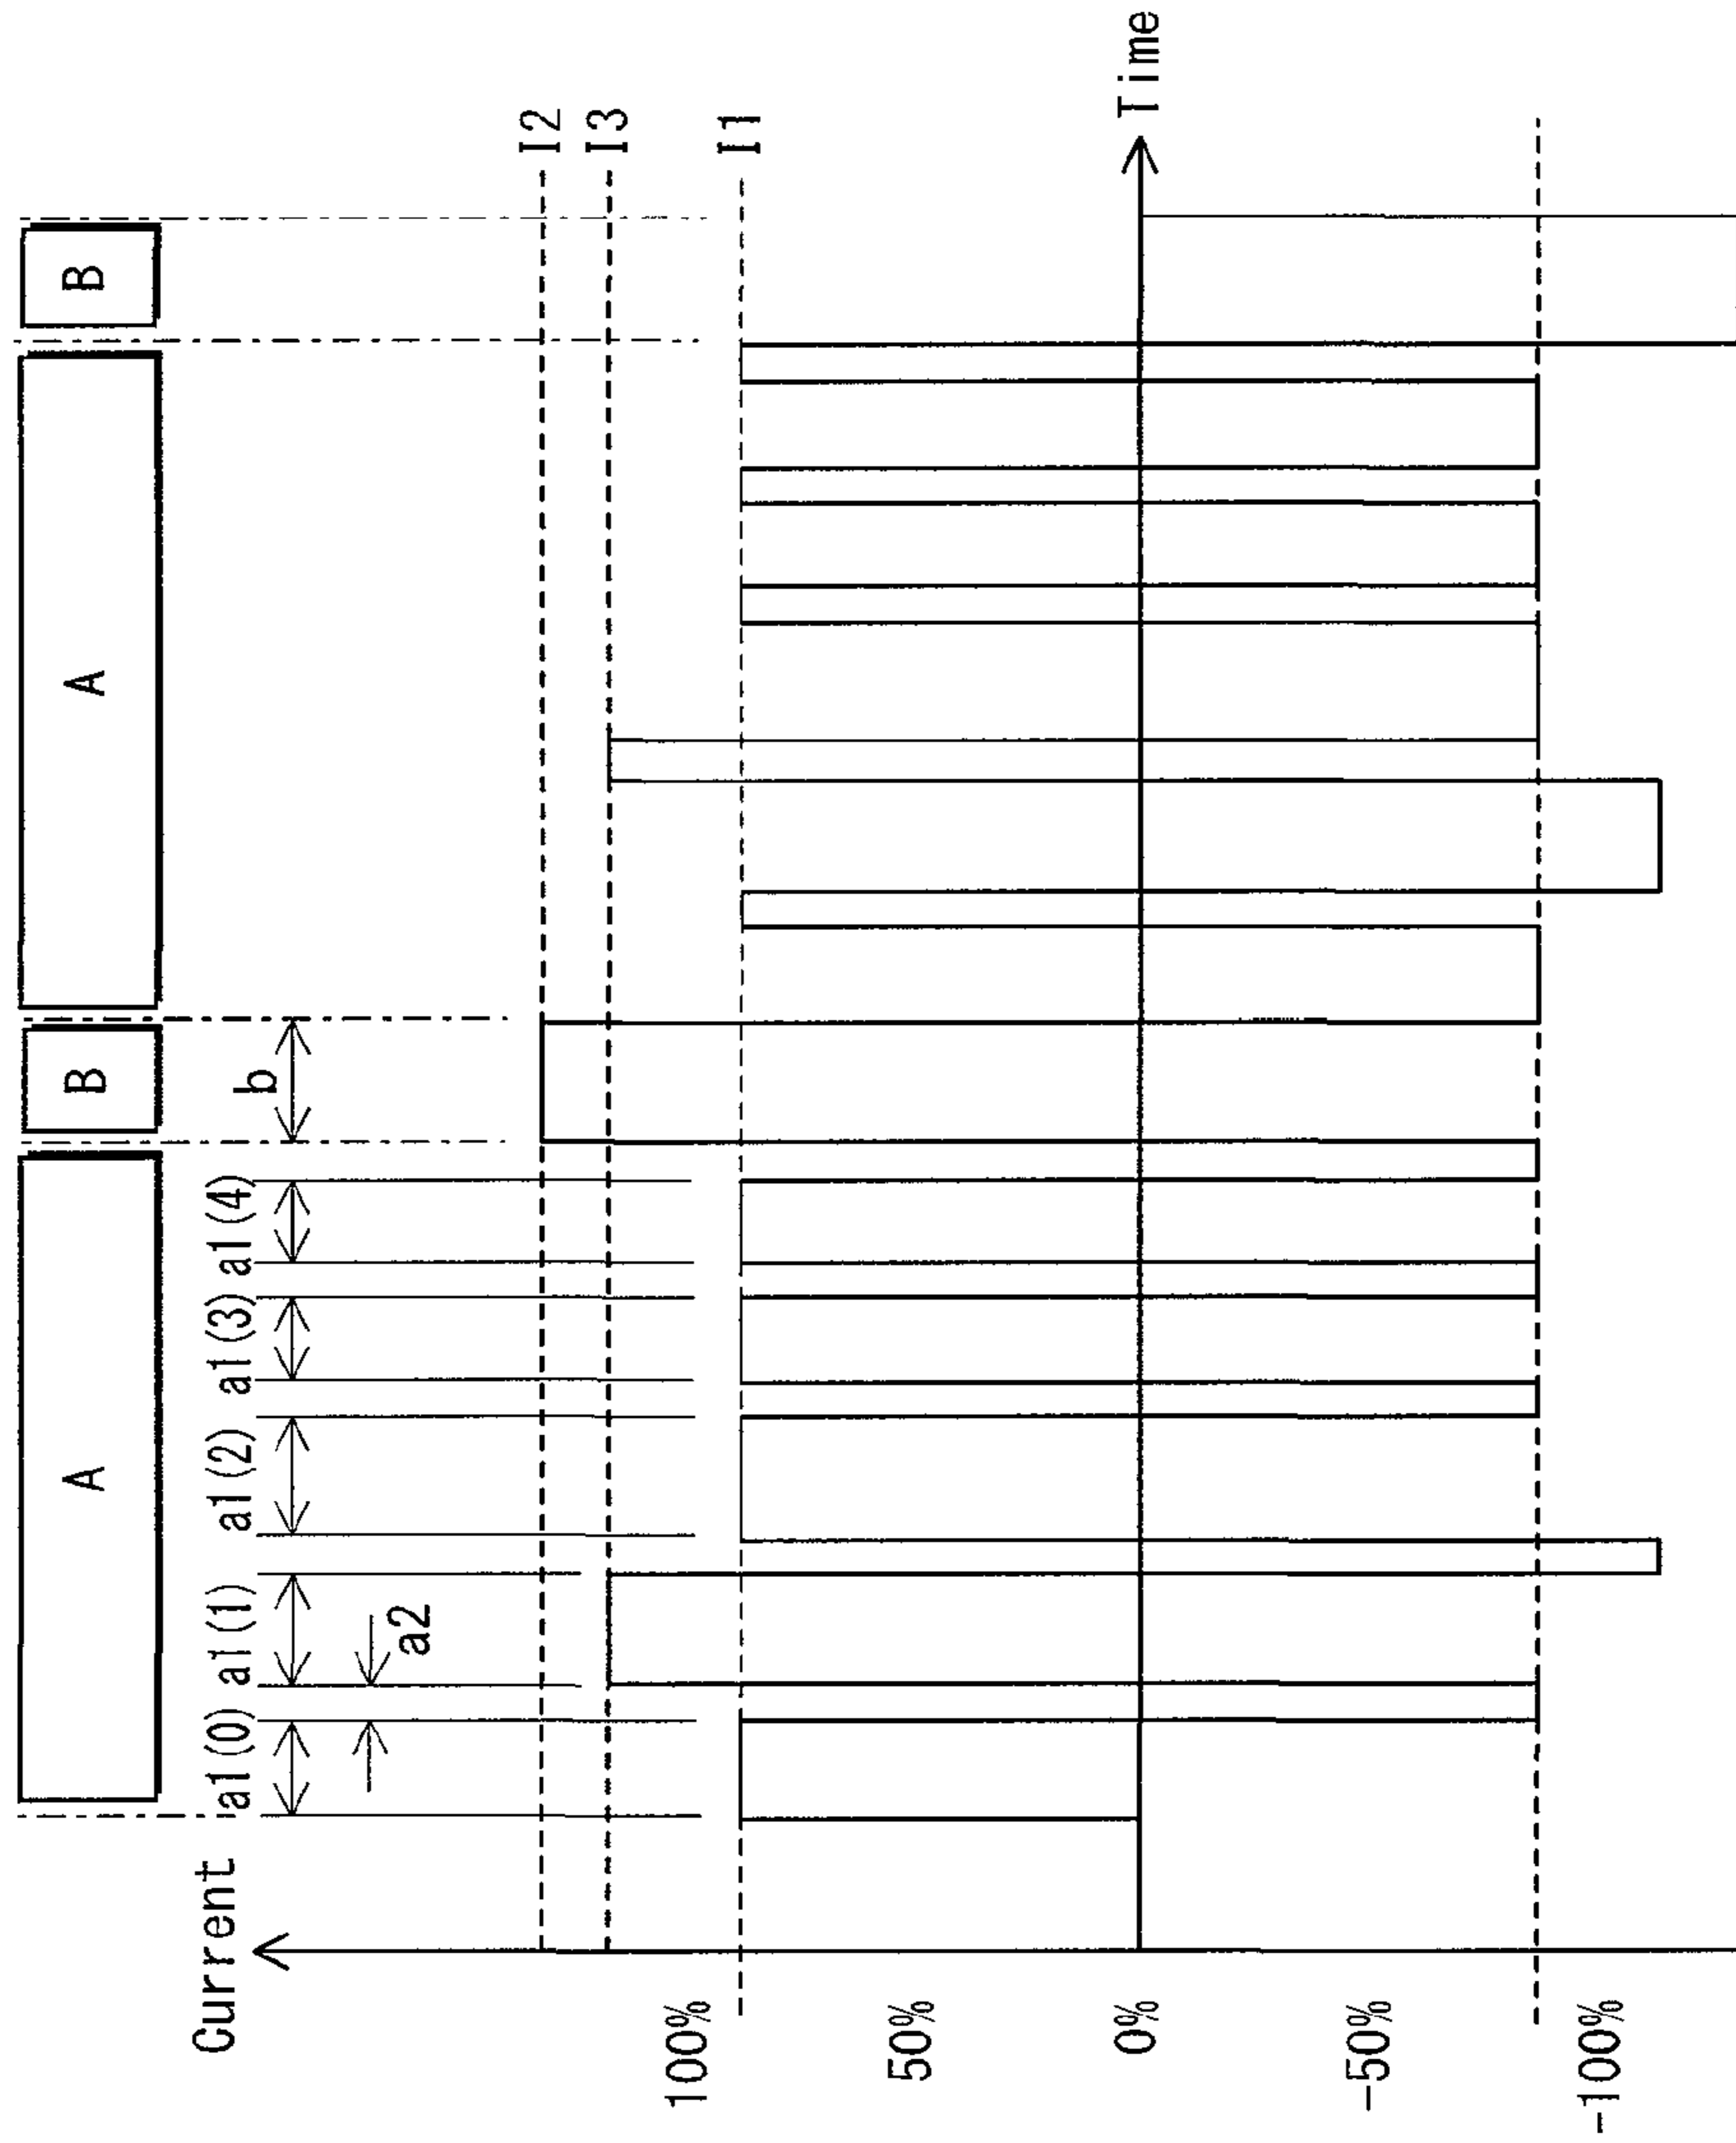 A
B
A
B
a1(0)
a1(1)
a1(2)
a1(3)
a1(4)
b
a2
Current
I2
I3
I1
100%
50%
0%
Time
-50%
-100%